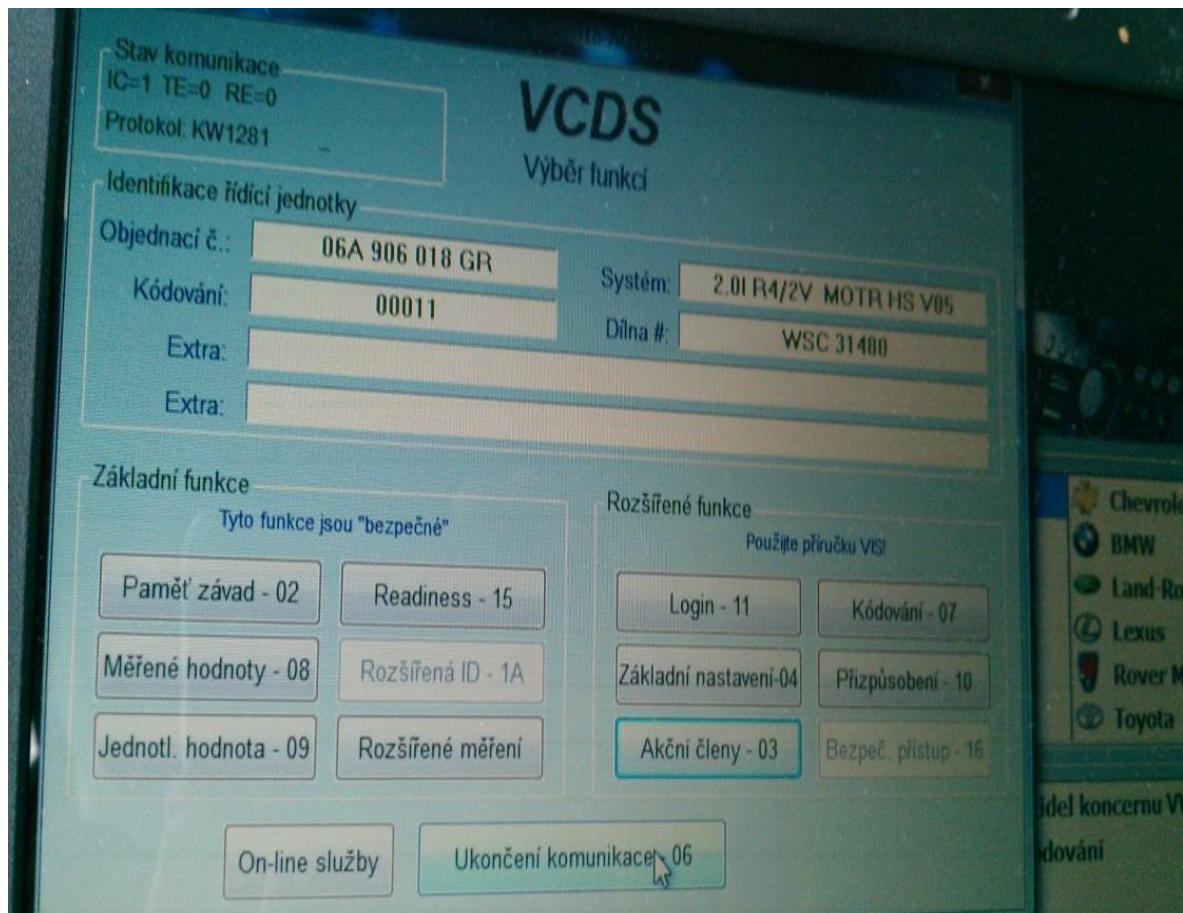 Stav komunikace
IC=1 TE=0 RE=0
Protokol: KW1281
VCDS
Výběr funkcí
Identifikace řídící jednotky
Objednací č.: 06A 906 018 GR
Systém: 2.0l R4/2V MOTR HS V05
Kódování: 00011
Dílna #: WSC 31480
Extra:
Extra:
Základní funkce
Tyto funkce jsou "bezpečné"
Paměť závad - 02
Readiness - 15
Měřené hodnoty - 08
Rozšířená ID - 1A
Jednotl. hodnota - 09
Rozšířené měření
Rozšířené funkce
Použijte příručku VIS!
Login - 11
Kódování - 07
Základní nastavení-04
Přizpůsobení - 10
Akční členy - 03
Bezpeč. přístup - 16
On-line služby
Ukončení komunikace 06
Chevrole
BMW
Land-Ro
Lexus
Rover M
Toyota
idel koncernu V
dování